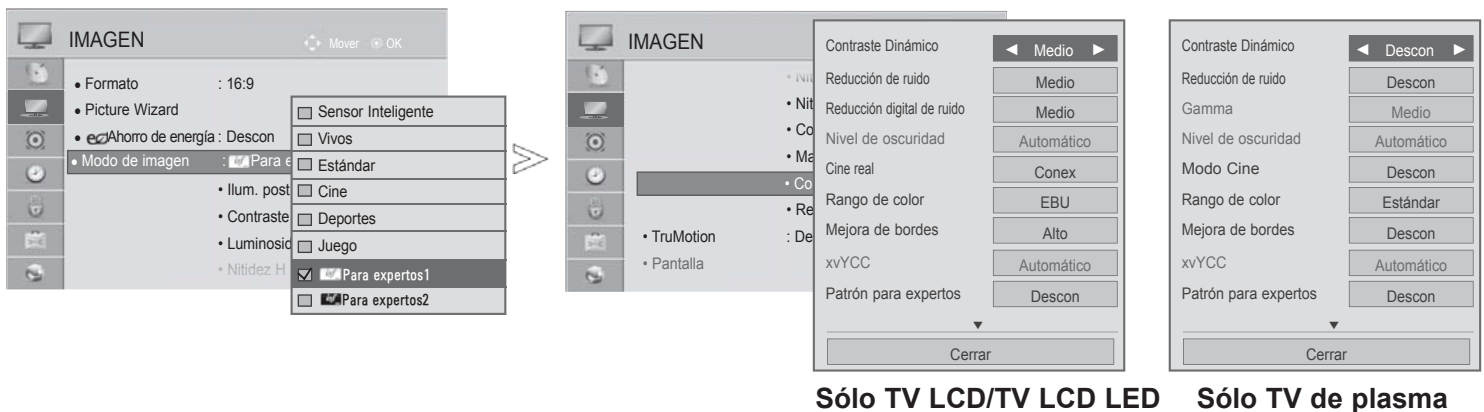 IMAGEN
Mover OK
• Formato : 16:9
• Picture Wizard
• eco Ahorro de energía : Descon
• Modo de imagen : Para e
• Ilum. post
• Contraste
• Luminosid
• Nitidez H
Sensor Inteligente
Vivos
Estándar
Cine
Deportes
Juego
Para expertos1
Para expertos2
IMAGEN
• Nit
• Nit
• Co
• Ma
• Co
• Re
• TruMotion : De
• Pantalla
Contraste Dinámico ◀ Medio ▶
Reducción de ruido Medio
Reducción digital de ruido Medio
Nivel de oscuridad Automático
Cine real Conex
Rango de color EBU
Mejora de bordes Alto
xvYCC Automático
Patrón para expertos Descon
▼
Cerrar
Sólo TV LCD/TV LCD LED
Contraste Dinámico ◀ Descon ▶
Reducción de ruido Descon
Gamma Medio
Nivel de oscuridad Automático
Modo Cine Descon
Rango de color Estándar
Mejora de bordes Descon
xvYCC Automático
Patrón para expertos Descon
▼
Cerrar
Sólo TV de plasma